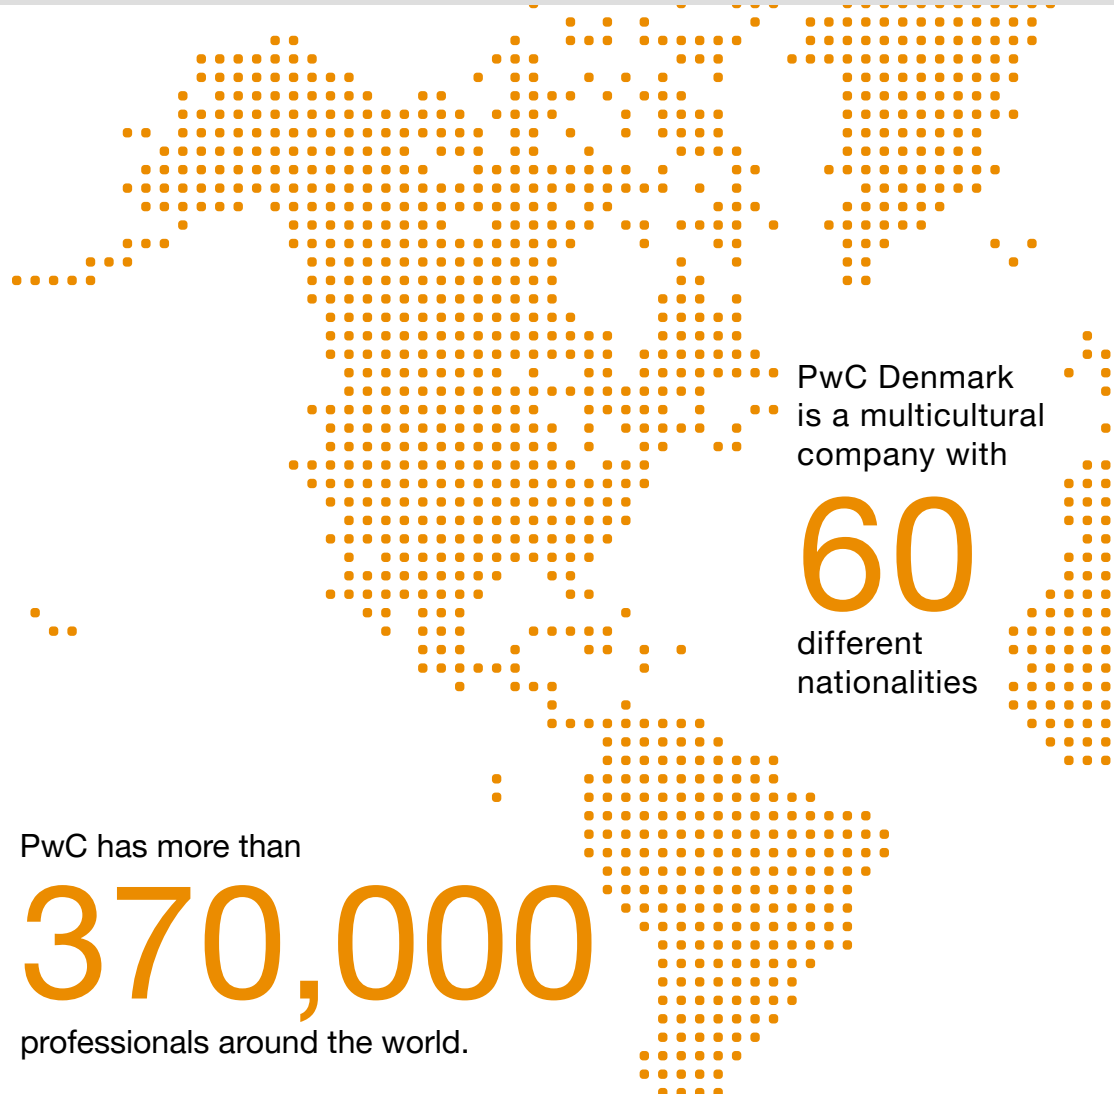 PwC Denmark
is a multicultural
company with
60
different
nationalities
PwC has more than
370,000
professionals around the world.